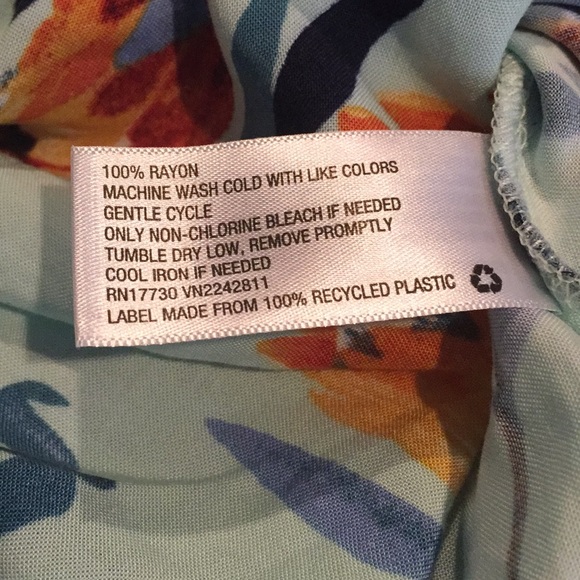 100% RAYON
MACHINE WASH COLD WITH LIKE COLORS
GENTLE CYCLE
ONLY NON-CHLORINE BLEACH IF NEEDED
TUMBLE DRY LOW, REMOVE PROMPTLY
COOL IRON IF NEEDED
RN17730 VN2242811
LABEL MADE FROM 100% RECYCLED PLASTIC